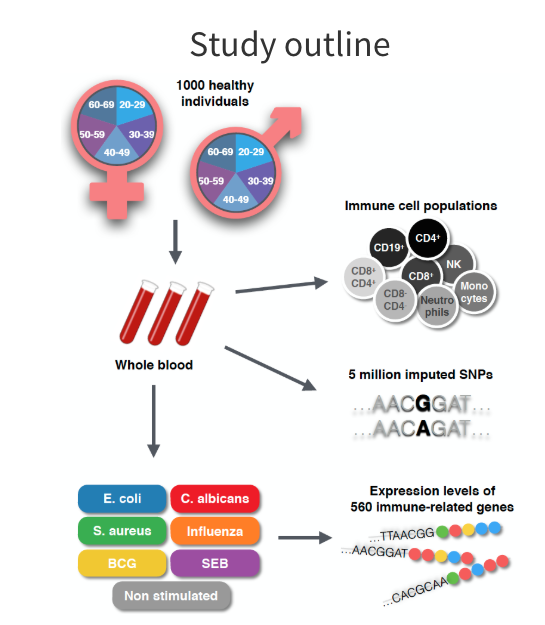 Study outline
1000 healthy
individuals
60-69 20-29
50-59 30-39
40-49
60-69 20-29
50-59 30-39
40-49
Immune cell populations
CD19+
CD4+
CD8+
CD4+
CD8+
NK
CD8-
CD4
Neutro
phils
Mono
cytes
Whole blood
5 million imputed SNPs
...AACGGAT...
...AACAGAT...
E. coli
C. albicans
S. aureus
Influenza
BCG
SEB
Non stimulated
Expression levels of
560 immune-related genes
...TTAACGG
...AACGGAT
...CACGCAA